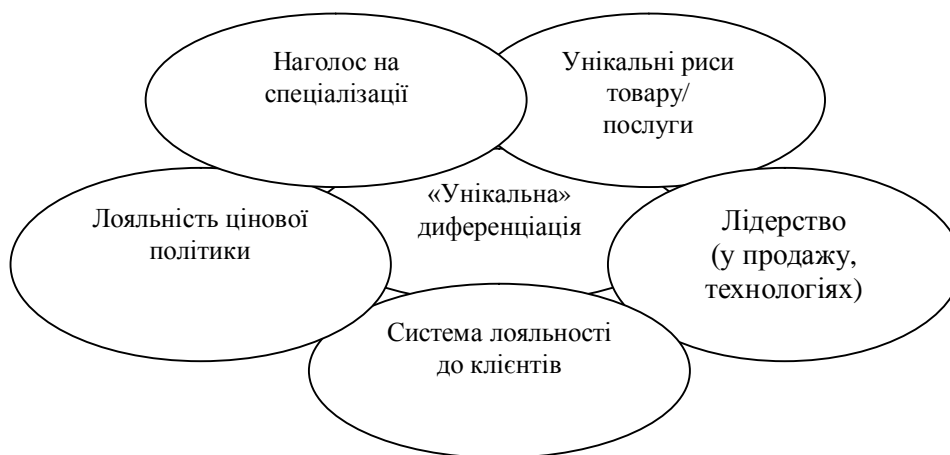 Наголос на
спеціалізації
Унікальні риси
товару/
послуги
«Унікальна»
диференціація
Лояльність цінової
політики
Лідерство
(у продажу,
технологіях)
Система лояльності
до клієнтів